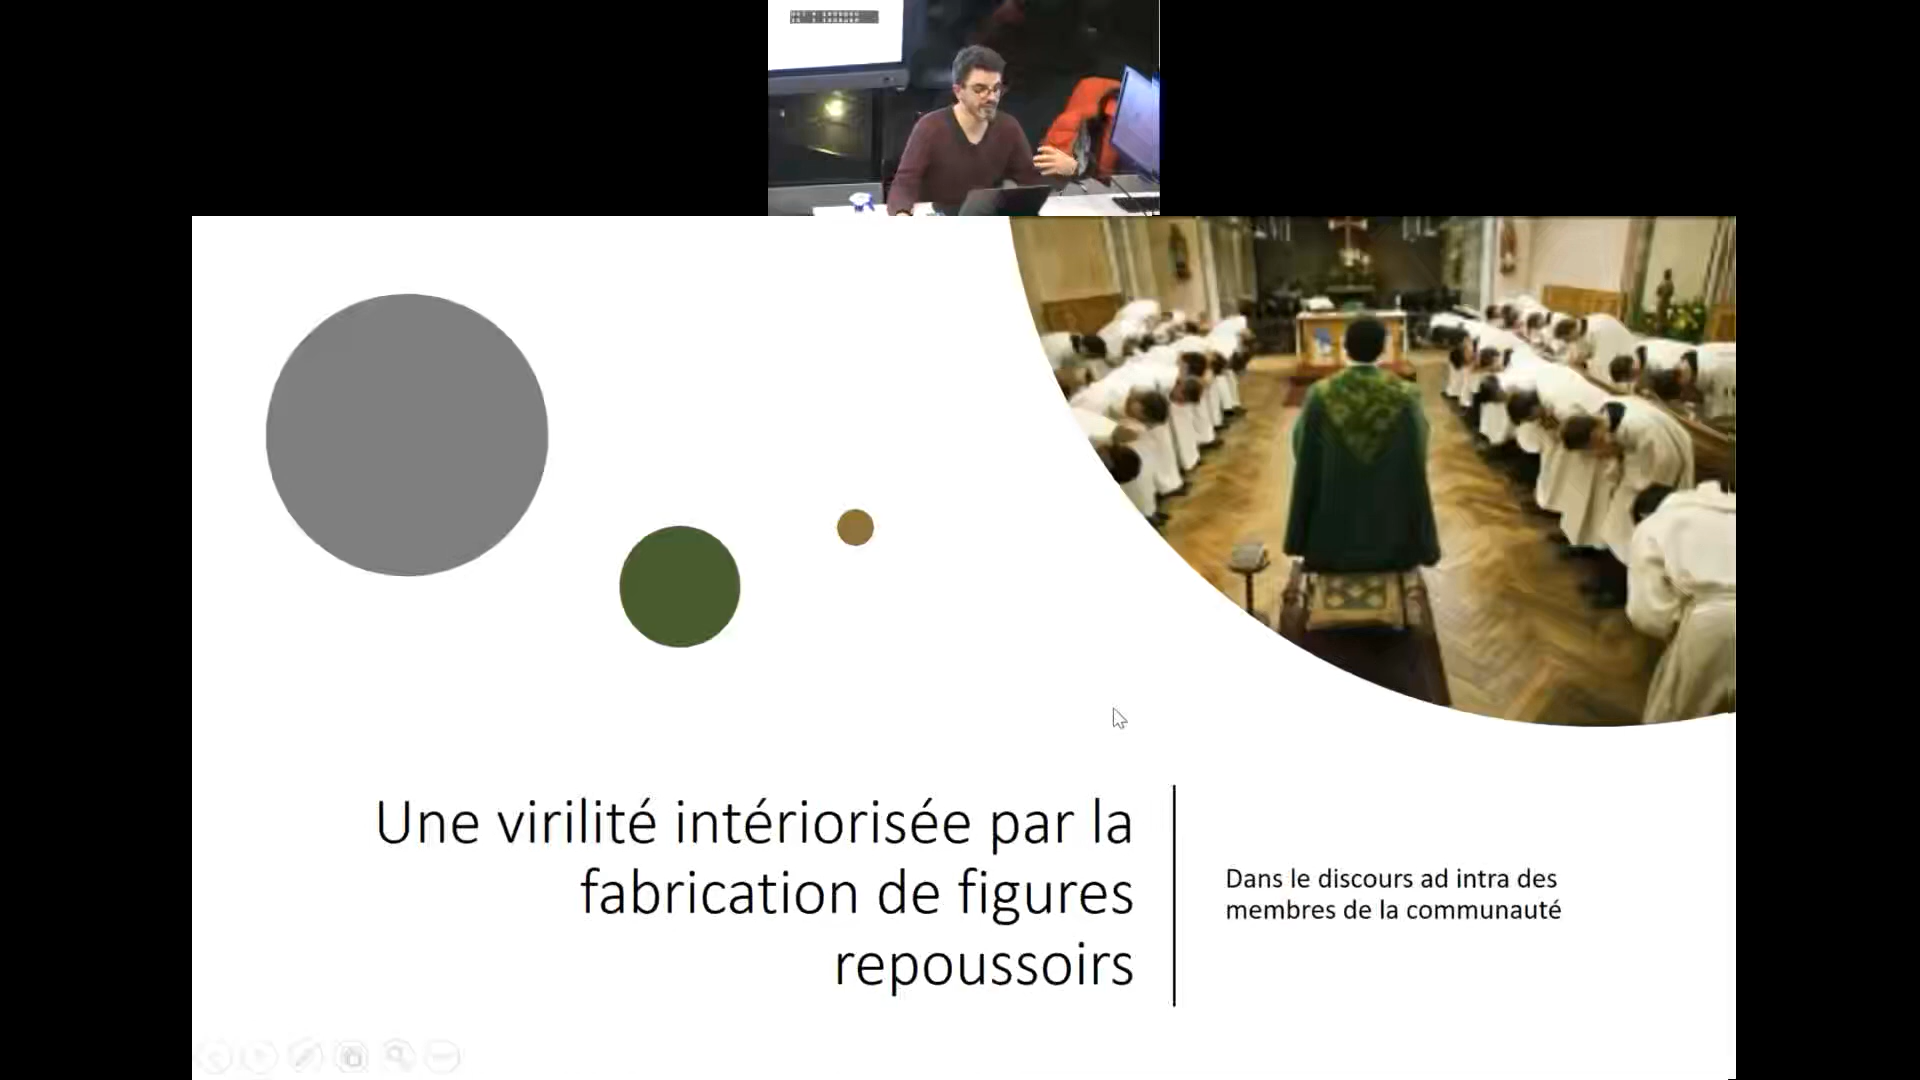 Une virilité intériorisée par la
fabrication de figures
repoussoirs
Dans le discours ad intra des
membres de la communauté